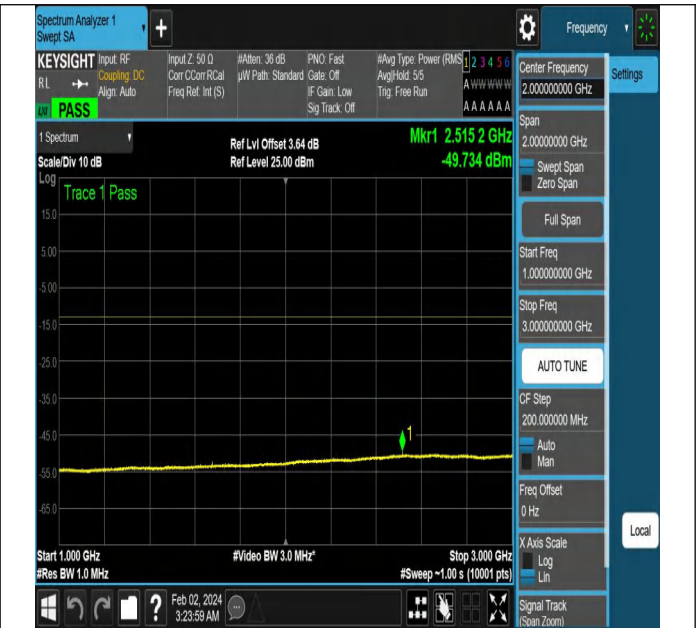 Spectrum Analyzer 1
Swept SA
Frequency
KEYSIGHT
RL
PASS
Input: RF
Coupling: DC
Align: Auto
Input Z: 50 Ω
Corr CCorr RCal
Freq Ref: Int (S)
#Atten: 36 dB
µW Path: Standard
PNO: Fast
Gate: Off
IF Gain: Low
Sig Track: Off
#Avg Type: Power (RMS
Avg|Hold: 5/5
Trig: Free Run
1 2 3 4 5 6
A W W W W W
A A A A A A
1 Spectrum
Scale/Div 10 dB
Ref Lvl Offset 3.64 dB
Ref Level 25.00 dBm
Mkr1 2.515 2 GHz
-49.734 dBm
Log
Trace 1 Pass
15.0
5.00
-5.00
-15.0
-25.0
-35.0
-45.0
-55.0
-65.0
1
Start 1.000 GHz
#Res BW 1.0 MHz
#Video BW 3.0 MHz*
Stop 3.000 GHz
#Sweep ~1.00 s (10001 pts)
Feb 02, 2024
3:23:59 AM
Center Frequency
2.000000000 GHz
Settings
Span
2.00000000 GHz
Swept Span
Zero Span
Full Span
Start Freq
1.000000000 GHz
Stop Freq
3.000000000 GHz
AUTO TUNE
CF Step
200.000000 MHz
Auto
Man
Freq Offset
0 Hz
X Axis Scale
Log
Lin
Local
Signal Track
(Span Zoom)